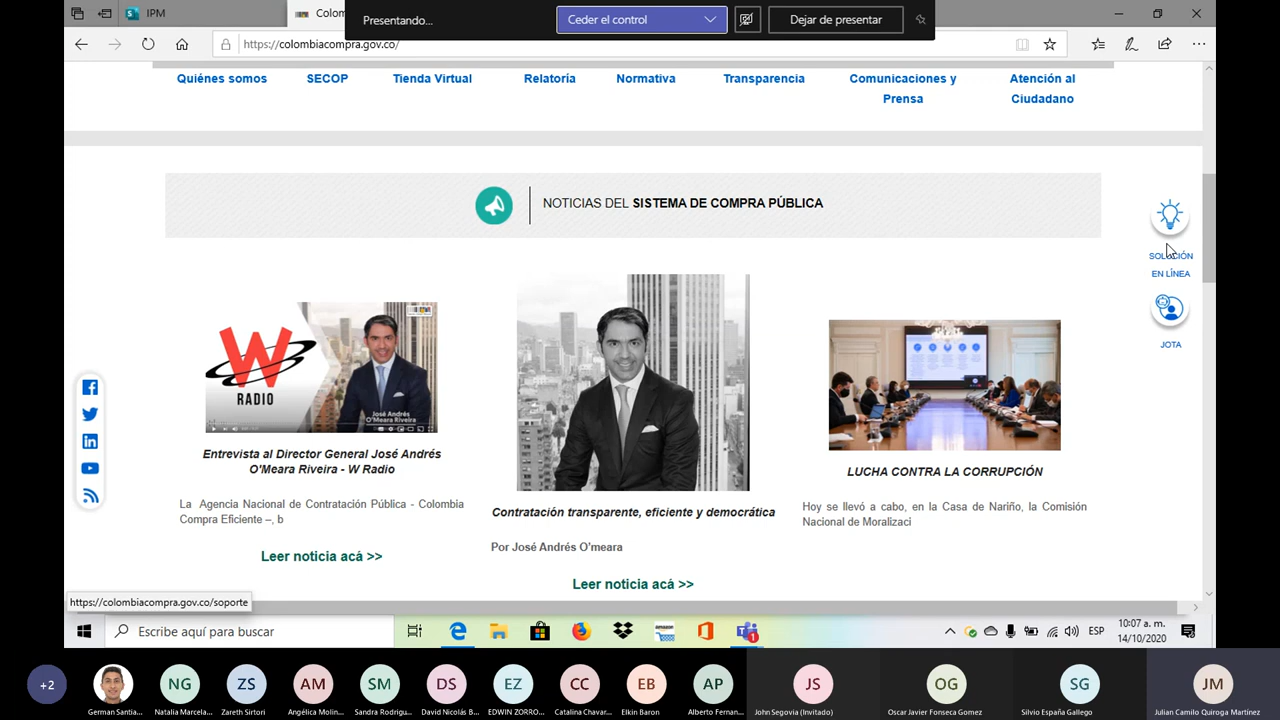 IPM
Colom
Presentando...
Ceder el control
Dejar de presentar
https://colombiacompra.gov.co/
Quiénes somos
SECOP
Tienda Virtual
Relatoría
Normativa
Transparencia
Comunicaciones y
Prensa
Atención al
Ciudadano
NOTICIAS DEL SISTEMA DE COMPRA PÚBLICA
SOLUCIÓN
EN LÍNEA
JOTA
W
RADIO
José Andrés
O'Meara Riveira
Entrevista al Director General José Andrés
O'Meara Riveira - W Radio
La Agencia Nacional de Contratación Pública - Colombia
Compra Eficiente –, b
Leer noticia acá >>
Contratación transparente, eficiente y democrática
Por José Andrés O’meara
Leer noticia acá >>
LUCHA CONTRA LA CORRUPCIÓN
Hoy se llevó a cabo, en la Casa de Nariño, la Comisión
Nacional de Moralizaci
https://colombiacompra.gov.co/soporte
Escribe aquí para buscar
1
ESP
10:07 a. m.
14/10/2020
+2
NG
ZS
AM
SM
DS
EZ
CC
EB
AP
JS
OG
SG
JM
German Santia...
Natalia Marcela...
Zareth Sirtori
Angélica Molin...
Sandra Rodrigu...
David Nicolás B...
EDWIN ZORRO...
Catalina Chavar...
Elkin Baron
Alberto Fernan...
John Segovia (Invitado)
Oscar Javier Fonseca Gomez
Silvio España Gallego
Julian Camilo Quiroga Martinez